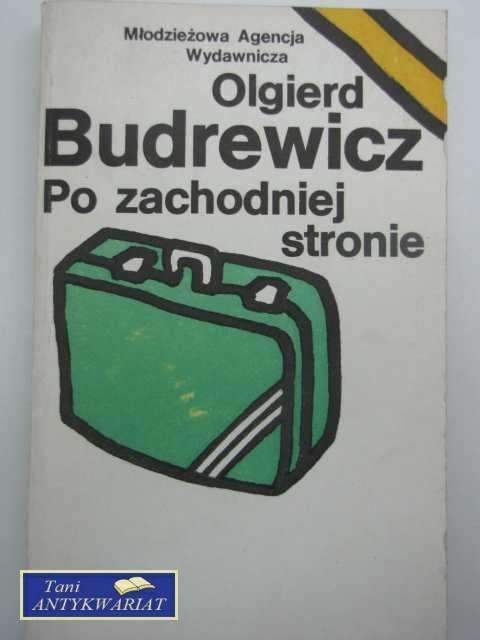 Młodzieżowa Agencja
Wydawnicza
Olgierd
Budrewicz
Po zachodniej
stronie
Tani
ANTYKWARIAT